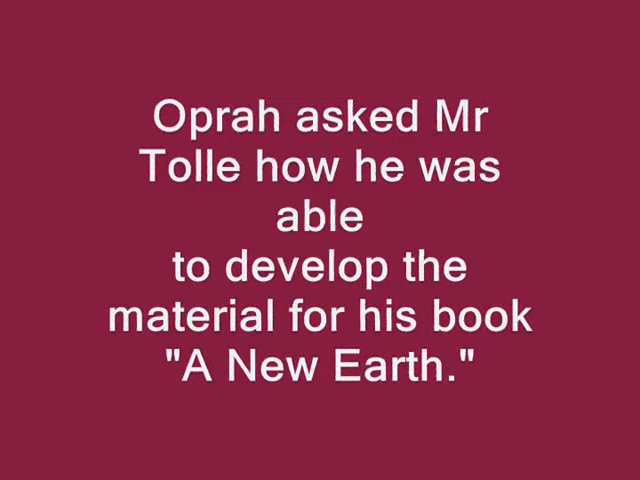 Oprah asked Mr
Tolle how he was
able
to develop the
material for his book
"A New Earth."